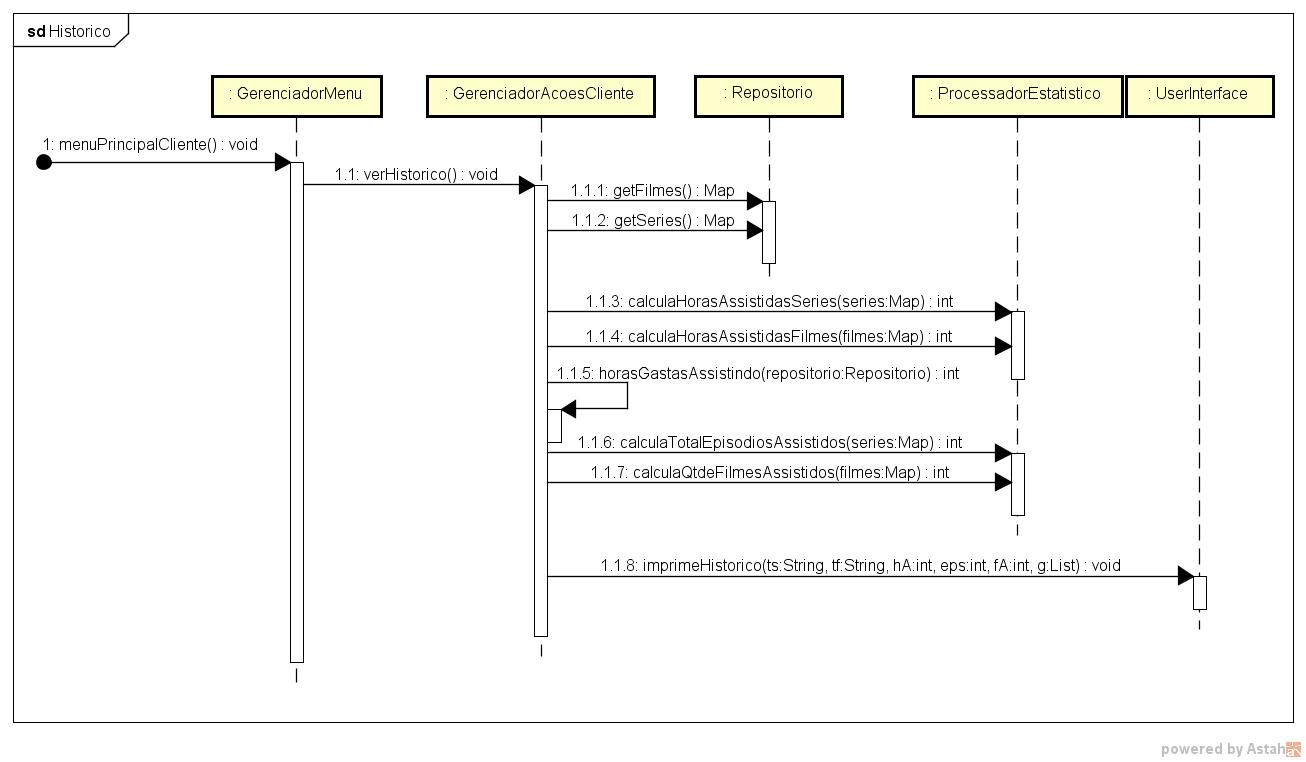 sd Historico
: GerenciadorMenu
: GerenciadorAcoesCliente
: Repositorio
: ProcessadorEstatistico
: UserInterface
1: menuPrincipalCliente() : void
1.1: verHistorico() : void
1.1.1: getFilmes() : Map
1.1.2: getSeries() : Map
1.1.3: calculaHorasAssistidasSeries(series:Map) : int
1.1.4: calculaHorasAssistidasFilmes(filmes:Map) : int
1.1.5: horasGastasAssistindo(repositorio:Repositorio) : int
1.1.6: calculaTotalEpisodiosAssistidos(series:Map) : int
1.1.7: calculaQtdeFilmesAssistidos(filmes:Map) : int
1.1.8: imprimeHistorico(ts:String, tf:String, hA:int, eps:int, fA:int, g:List) : void
powered by Astah